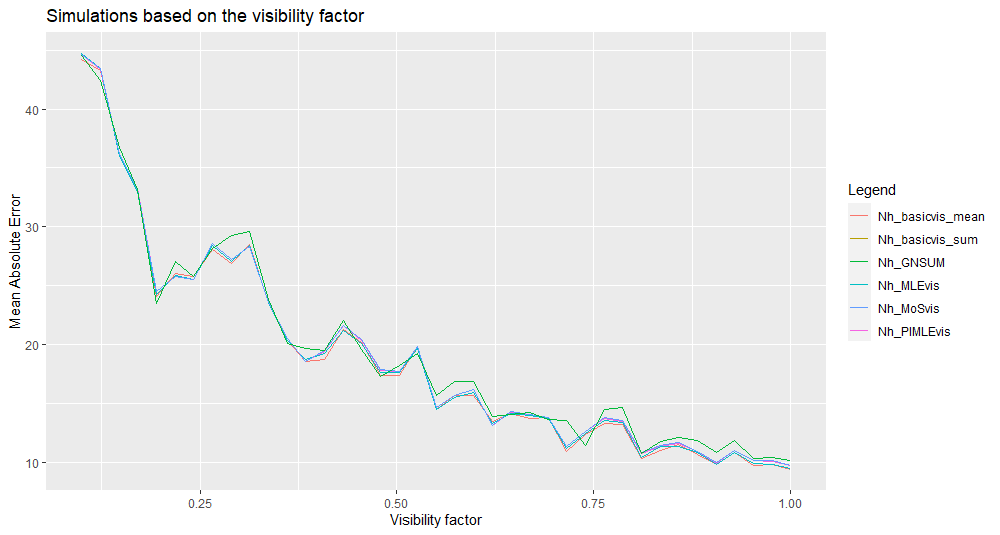 Simulations based on the visibility factor
Mean Absolute Error
40
30
20
10
0.25
0.50
0.75
1.00
Visibility factor
Legend
Nh_basicvis_mean
Nh_basicvis_sum
Nh_GNSUM
Nh_MLEvis
Nh_MoSvis
Nh_PIMLEvis